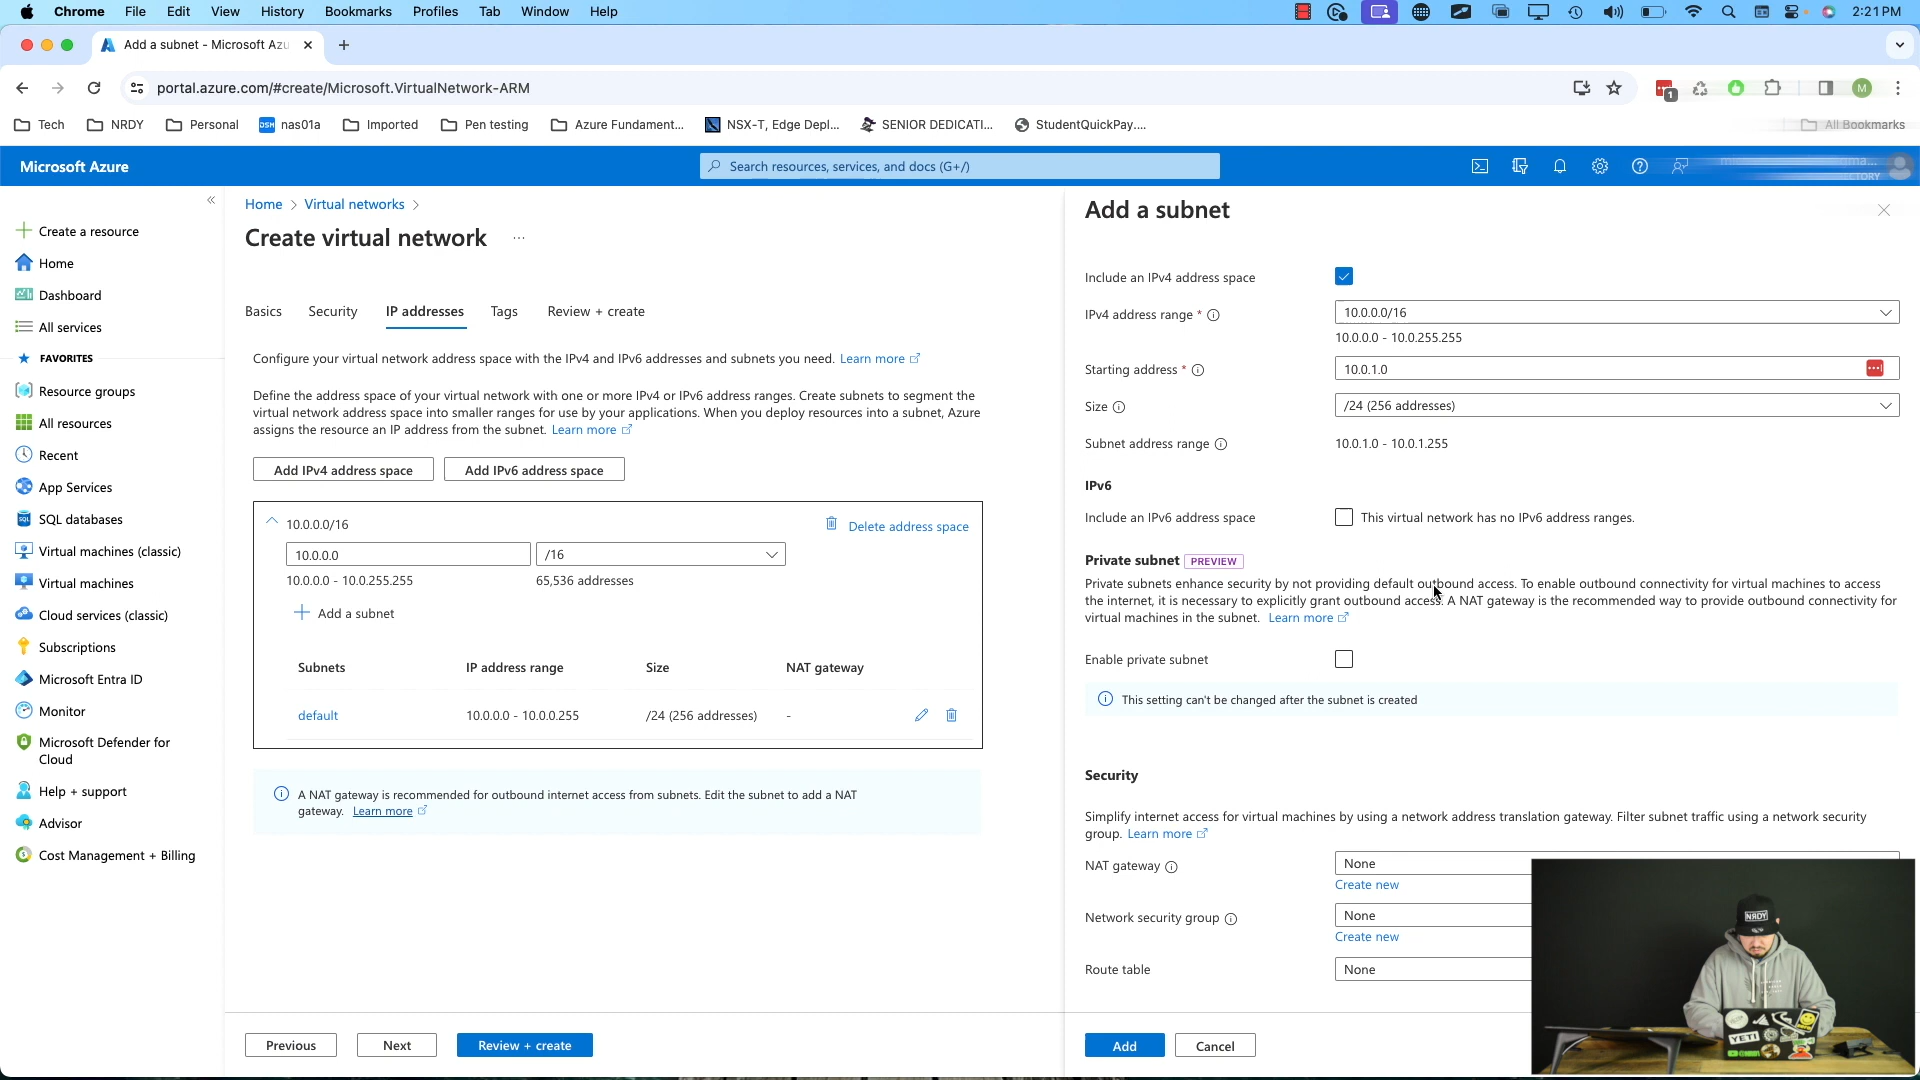 Chrome File Edit View History Bookmarks Profiles Tab Window Help 2:21 PM
Add a subnet - Microsoft Azu
portal.azure.com/#create/Microsoft.VirtualNetwork-ARM
1
M
Tech NRDY Personal DSM nas01a Imported Pen testing Azure Fundament... NSX-T, Edge Depl... SENIOR DEDICATI... StudentQuickPay.... All Bookmarks
Microsoft Azure
Search resources, services, and docs (G+/)
Create a resource
Home
Dashboard
All services
FAVORITES
Resource groups
All resources
Recent
App Services
SQL databases
Virtual machines (classic)
Virtual machines
Cloud services (classic)
Subscriptions
Microsoft Entra ID
Monitor
Microsoft Defender for
Cloud
Help + support
Advisor
Cost Management + Billing
Home > Virtual networks >
Create virtual network ...
Basics Security IP addresses Tags Review + create
Configure your virtual network address space with the IPv4 and IPv6 addresses and subnets you need. Learn more
Define the address space of your virtual network with one or more IPv4 or IPv6 address ranges. Create subnets to segment the
virtual network address space into smaller ranges for use by your applications. When you deploy resources into a subnet, Azure
assigns the resource an IP address from the subnet. Learn more
Add IPv4 address space Add IPv6 address space
10.0.0.0/16
Delete address space
10.0.0.0 /16
10.0.0.0 - 10.0.255.255 65,536 addresses
Add a subnet
Subnets IP address range Size NAT gateway
default 10.0.0.0 - 10.0.0.255 /24 (256 addresses) -
A NAT gateway is recommended for outbound internet access from subnets. Edit the subnet to add a NAT
gateway. Learn more
Previous Next Review + create
Add a subnet
Include an IPv4 address space
IPv4 address range * 10.0.0.0/16
10.0.0.0 - 10.0.255.255
Starting address * 10.0.1.0
Size /24 (256 addresses)
Subnet address range 10.0.1.0 - 10.0.1.255
IPv6
Include an IPv6 address space This virtual network has no IPv6 address ranges.
Private subnet PREVIEW
Private subnets enhance security by not providing default outbound access. To enable outbound connectivity for virtual machines to access
the internet, it is necessary to explicitly grant outbound access. A NAT gateway is the recommended way to provide outbound connectivity for
virtual machines in the subnet. Learn more
Enable private subnet
This setting can't be changed after the subnet is created
Security
Simplify internet access for virtual machines by using a network address translation gateway. Filter subnet traffic using a network security
group. Learn more
NAT gateway None
Create new
Network security group None
Create new
Route table None
Add Cancel
NRDY
YETI